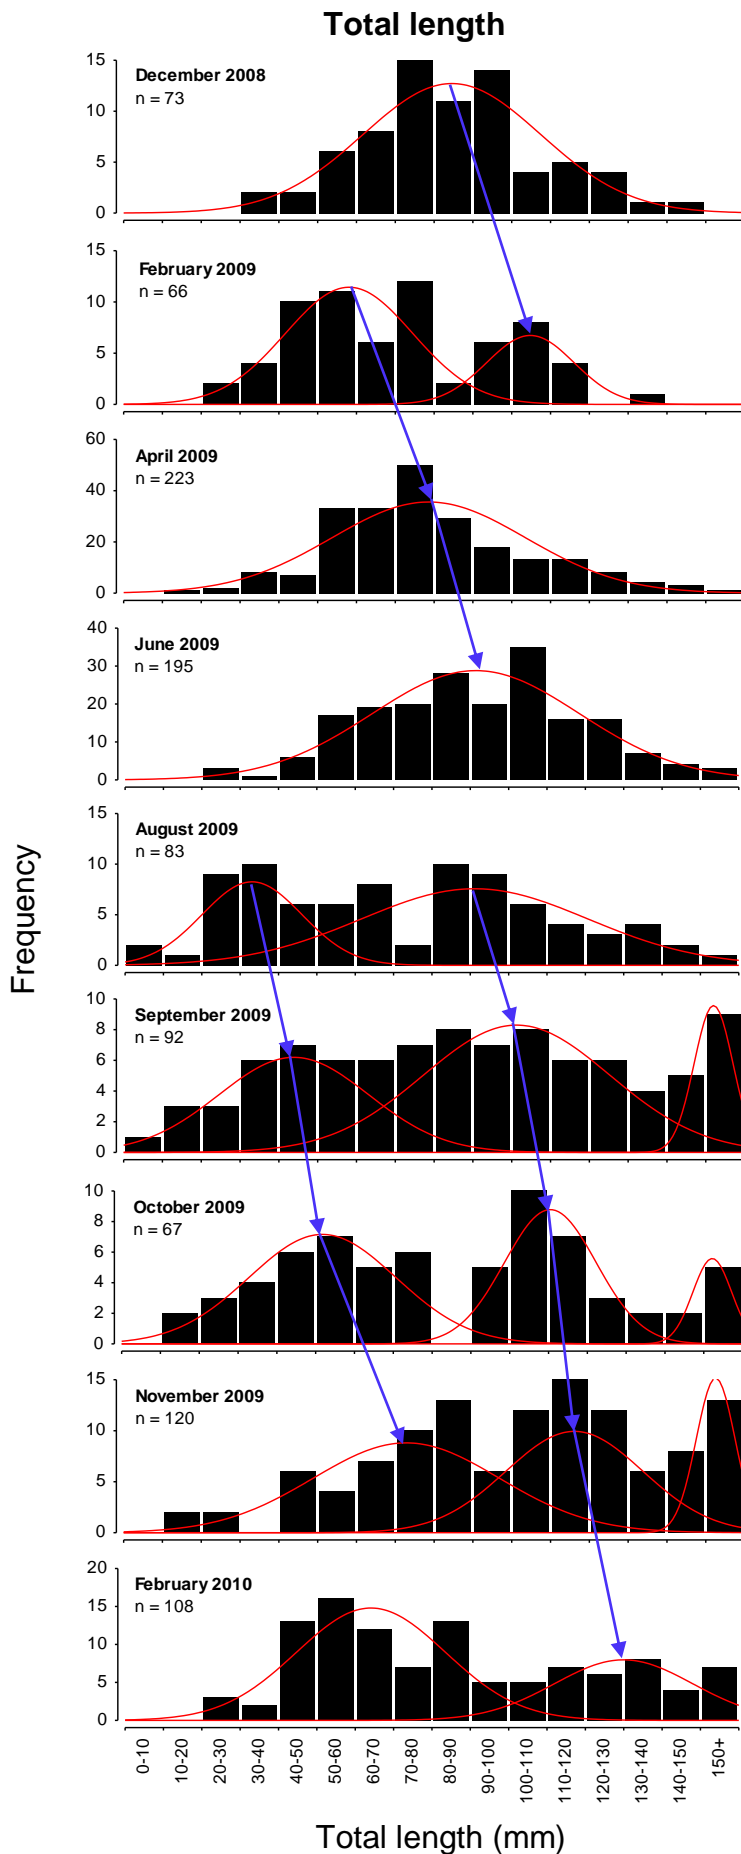 Total length
15
December 2008
n = 73
10
5
0
15
February 2009
n = 66
10
5
0
60
April 2009
n = 223
40
20
0
40
June 2009
n = 195
30
20
10
0
15
August 2009
n = 83
10
5
0
10
September 2009
n = 92
8
6
4
2
0
10
October 2009
n = 67
8
6
4
2
0
15
November 2009
n = 120
10
5
0
20
February 2010
n = 108
15
10
5
0
Frequency
0-10
10-20
20-30
30-40
40-50
50-60
60-70
70-80
80-90
90-100
100-110
110-120
120-130
130-140
140-150
150+
Total length (mm)